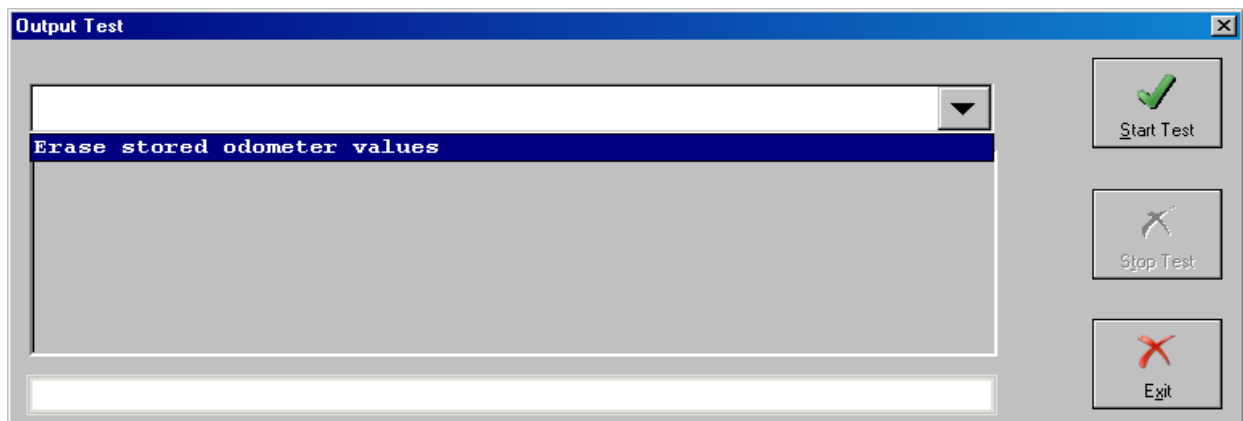 Output Test
Start Test
Erase stored odometer values
Stop Test
Exit